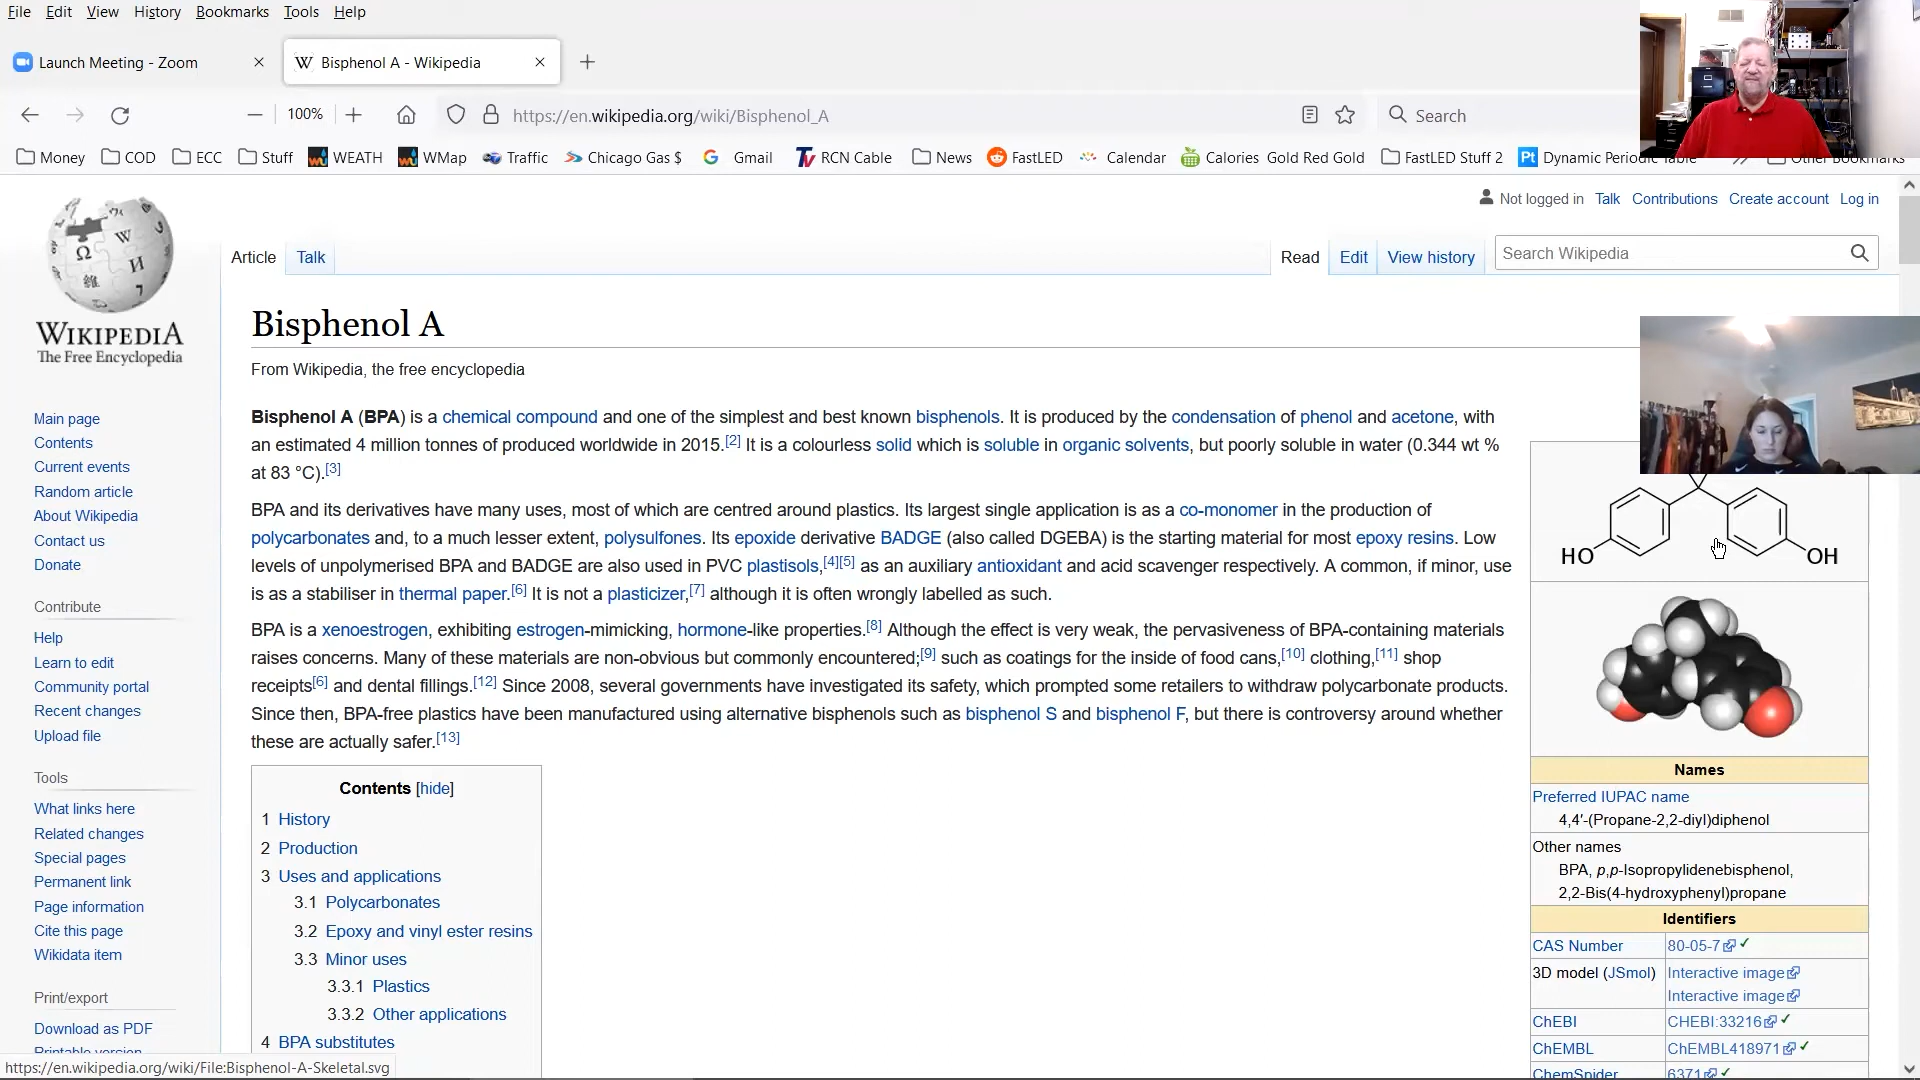 File Edit View History Bookmarks Tools Help
Launch Meeting - Zoom
Bisphenol A - Wikipedia
100%
https://en.wikipedia.org/wiki/Bisphenol_A
Search
Money COD ECC Stuff WEATH WMap Traffic Chicago Gas $ Gmail RCN Cable News FastLED Calendar Calories Gold Red Gold FastLED Stuff 2 Dynamic Periodic Table Other Bookmarks
Not logged in Talk Contributions Create account Log in
Article Talk Read Edit View history Search Wikipedia
WIKIPEDIA
The Free Encyclopedia
Main page
Contents
Current events
Random article
About Wikipedia
Contact us
Donate
Contribute
Help
Learn to edit
Community portal
Recent changes
Upload file
Tools
What links here
Related changes
Special pages
Permanent link
Page information
Cite this page
Wikidata item
Print/export
Download as PDF
Printable version
Bisphenol A
From Wikipedia, the free encyclopedia
Bisphenol A (BPA) is a chemical compound and one of the simplest and best known bisphenols. It is produced by the condensation of phenol and acetone, with
an estimated 4 million tonnes of produced worldwide in 2015.[2] It is a colourless solid which is soluble in organic solvents, but poorly soluble in water (0.344 wt %
at 83 °C).[3]
BPA and its derivatives have many uses, most of which are centred around plastics. Its largest single application is as a co-monomer in the production of
polycarbonates and, to a much lesser extent, polysulfones. Its epoxide derivative BADGE (also called DGEBA) is the starting material for most epoxy resins. Low
levels of unpolymerised BPA and BADGE are also used in PVC plastisols,[4][5] as an auxiliary antioxidant and acid scavenger respectively. A common, if minor, use
is as a stabiliser in thermal paper.[6] It is not a plasticizer,[7] although it is often wrongly labelled as such.
BPA is a xenoestrogen, exhibiting estrogen-mimicking, hormone-like properties.[8] Although the effect is very weak, the pervasiveness of BPA-containing materials
raises concerns. Many of these materials are non-obvious but commonly encountered;[9] such as coatings for the inside of food cans,[10] clothing,[11] shop
receipts[6] and dental fillings.[12] Since 2008, several governments have investigated its safety, which prompted some retailers to withdraw polycarbonate products.
Since then, BPA-free plastics have been manufactured using alternative bisphenols such as bisphenol S and bisphenol F, but there is controversy around whether
these are actually safer.[13]
Contents [hide]
1 History
2 Production
3 Uses and applications
3.1 Polycarbonates
3.2 Epoxy and vinyl ester resins
3.3 Minor uses
3.3.1 Plastics
3.3.2 Other applications
4 BPA substitutes
HO OH
Names
Preferred IUPAC name
4,4′-(Propane-2,2-diyl)diphenol
Other names
BPA, p,p-Isopropylidenebisphenol,
2,2-Bis(4-hydroxyphenyl)propane
Identifiers
CAS Number 80-05-7 ✓
3D model (JSmol) Interactive image
Interactive image
ChEBI CHEBI:33216 ✓
ChEMBL ChEMBL418971 ✓
ChemSpider 6371 ✓
https://en.wikipedia.org/wiki/File:Bisphenol-A-Skeletal.svg